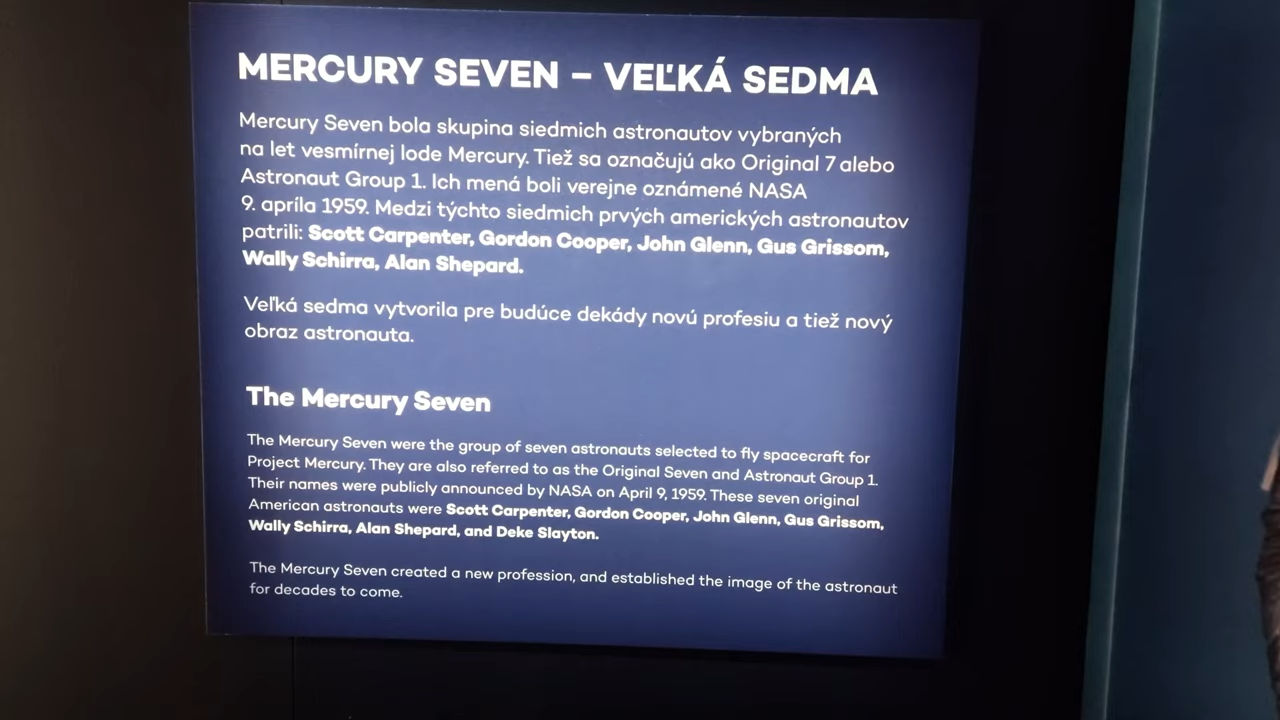 MERCURY SEVEN – VEĽKÁ SEDMA
Mercury Seven bola skupina siedmich astronautov vybraných
na let vesmírnej lode Mercury. Tiež sa označujú ako Original 7 alebo
Astronaut Group 1. Ich mená boli verejne oznámené NASA
9. apríla 1959. Medzi týchto siedmich prvých amerických astronautov
patrili: Scott Carpenter, Gordon Cooper, John Glenn, Gus Grissom,
Wally Schirra, Alan Shepard.
Veľká sedma vytvorila pre budúce dekády novú profesiu a tiež nový
obraz astronauta.
The Mercury Seven
The Mercury Seven were the group of seven astronauts selected to fly spacecraft for
Project Mercury. They are also referred to as the Original Seven and Astronaut Group 1.
Their names were publicly announced by NASA on April 9, 1959. These seven original
American astronauts were Scott Carpenter, Gordon Cooper, John Glenn, Gus Grissom,
Wally Schirra, Alan Shepard, and Deke Slayton.
The Mercury Seven created a new profession, and established the image of the astronaut
for decades to come.